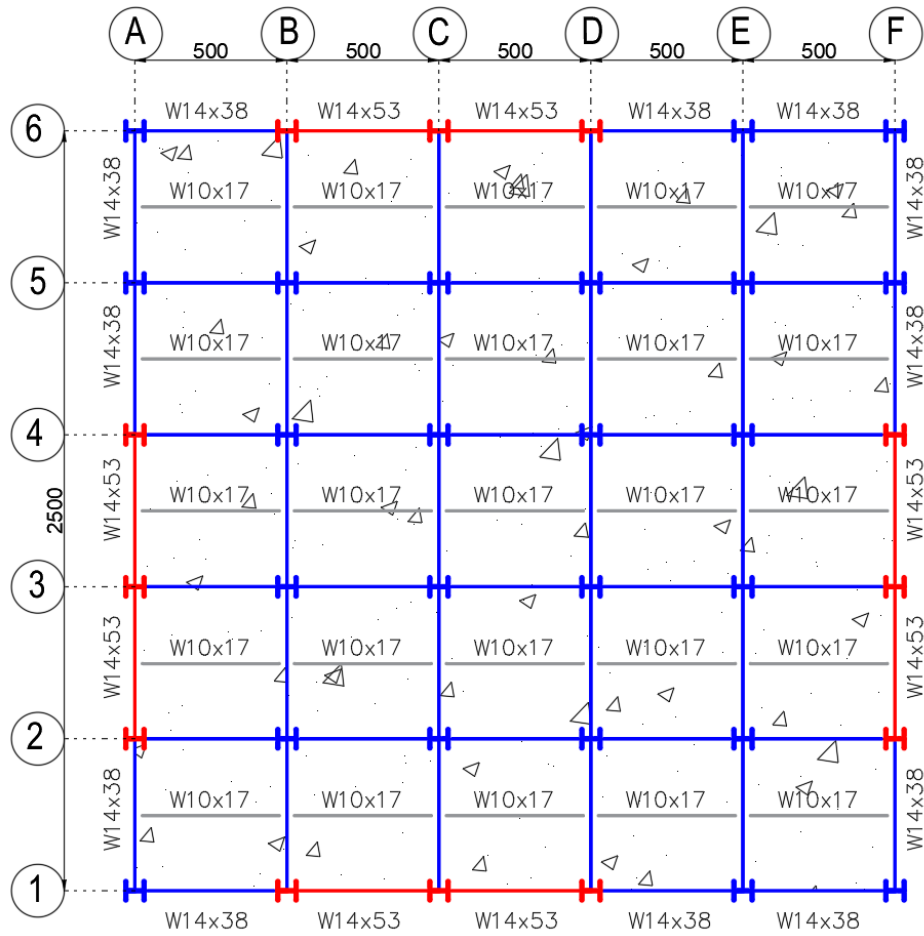 A B C D E F
500 500 500 500 500
W14x38 W14x53 W14x53 W14x38 W14x38
6
W14x38 W10x17 W10x17 W10x17 W10x17 W10x17 W14x38
5
W14x38 W10x17 W10x17 W10x17 W10x17 W10x17 W14x38
4
2500 W14x53 W10x17 W10x17 W10x17 W10x17 W10x17 W14x53
3
W14x53 W10x17 W10x17 W10x17 W10x17 W10x17 W14x53
2
W14x38 W10x17 W10x17 W10x17 W10x17 W10x17 W14x38
1
W14x38 W14x53 W14x53 W14x38 W14x38